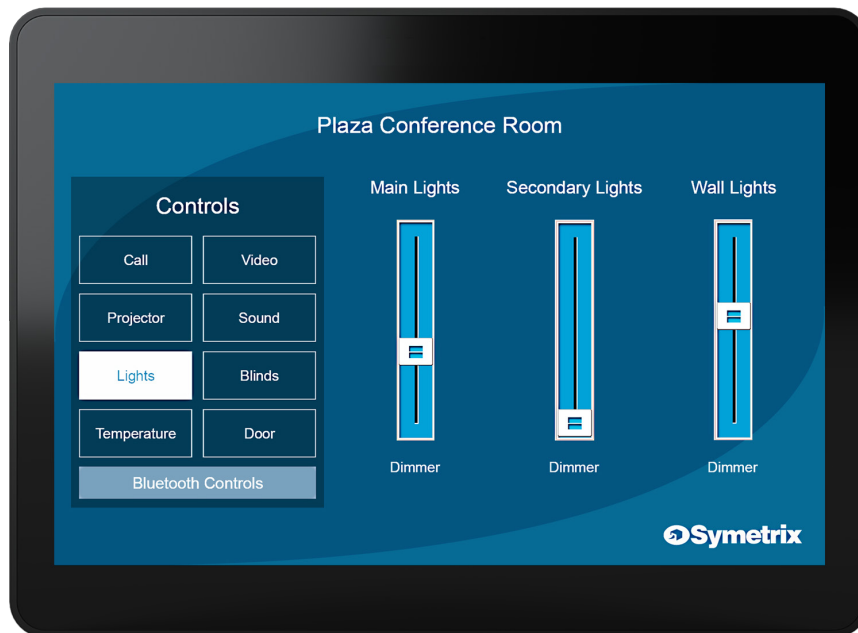 Plaza Conference Room
Controls
Call
Video
Projector
Sound
Lights
Blinds
Temperature
Door
Bluetooth Controls
Main Lights
Secondary Lights
Wall Lights
Dimmer
Dimmer
Dimmer
Symetrix